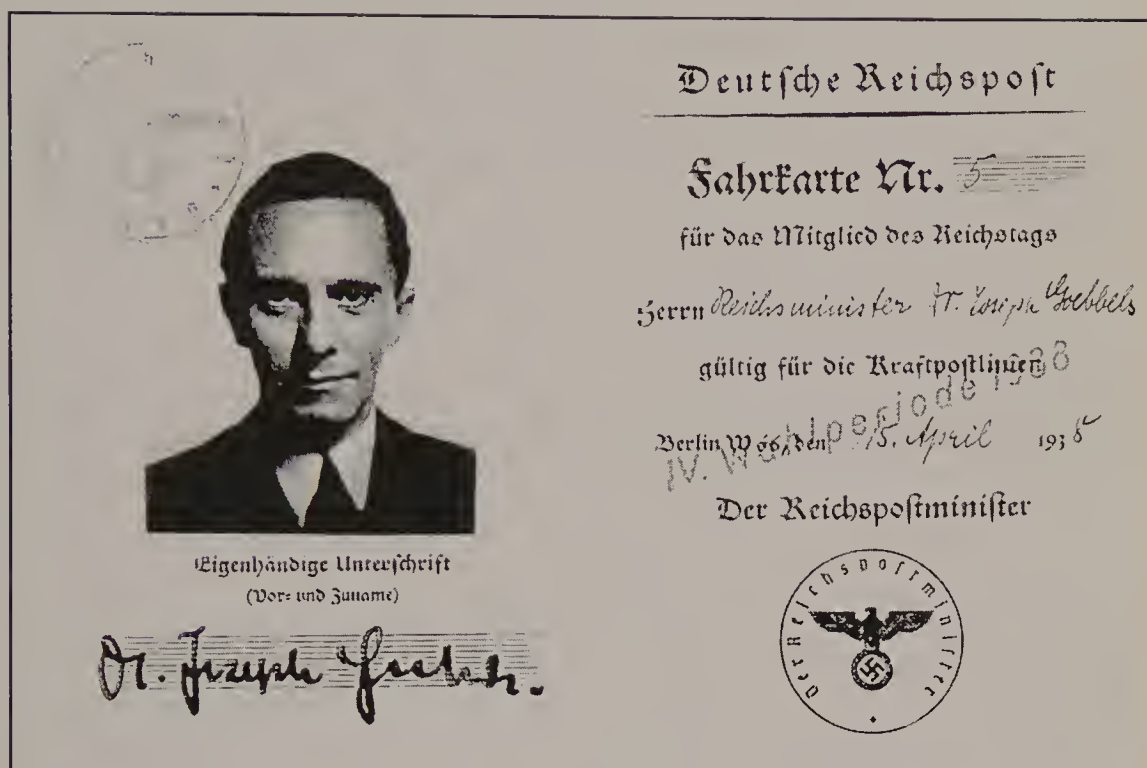 Eigenhändige Unterschrift
(Vor- und Zuname)
Dr. Joseph Goebbels.
Deutsche Reichspost
Fahrkarte Nr. 5
für das Mitglied des Reichstags
Herrn Reichsminister Dr. Joseph Goebbels
gültig für die Kraftpostlinien
IV. Wahlperiode 1938
Berlin W 66, den 15. April 1938
Der Reichspostminister
Der Reichspostminister